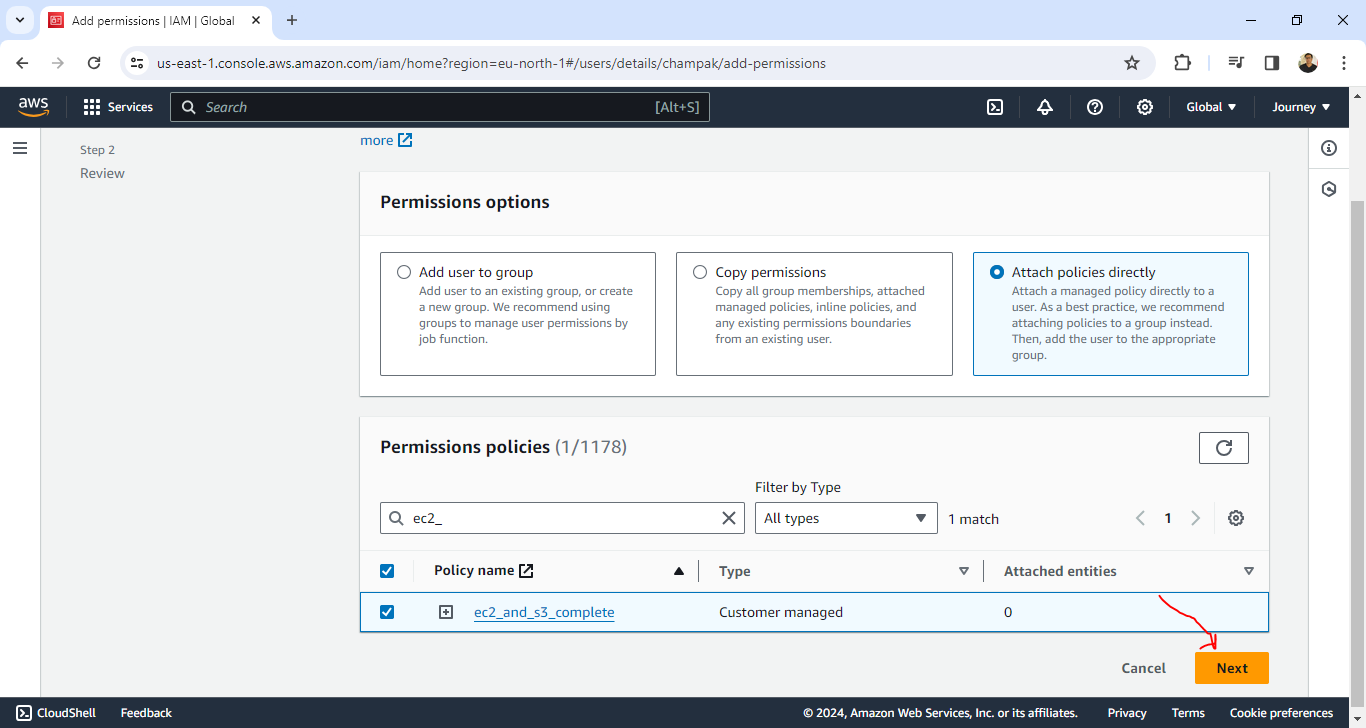 Add permissions | IAM | Global
us-east-1.console.aws.amazon.com/iam/home?region=eu-north-1#/users/details/champak/add-permissions
aws
Services
Search
[Alt+S]
Global
Journey
Step 2
Review
more
Permissions options
Add user to group
Add user to an existing group, or create
a new group. We recommend using
groups to manage user permissions by
job function.
Copy permissions
Copy all group memberships, attached
managed policies, inline policies, and
any existing permissions boundaries
from an existing user.
Attach policies directly
Attach a managed policy directly to a
user. As a best practice, we recommend
attaching policies to a group instead.
Then, add the user to the appropriate
group.
Permissions policies (1/1178)
Filter by Type
ec2_
All types
1 match
1
Policy name
Type
Attached entities
ec2_and_s3_complete
Customer managed
0
Cancel
Next
CloudShell
Feedback
© 2024, Amazon Web Services, Inc. or its affiliates.
Privacy
Terms
Cookie preferences